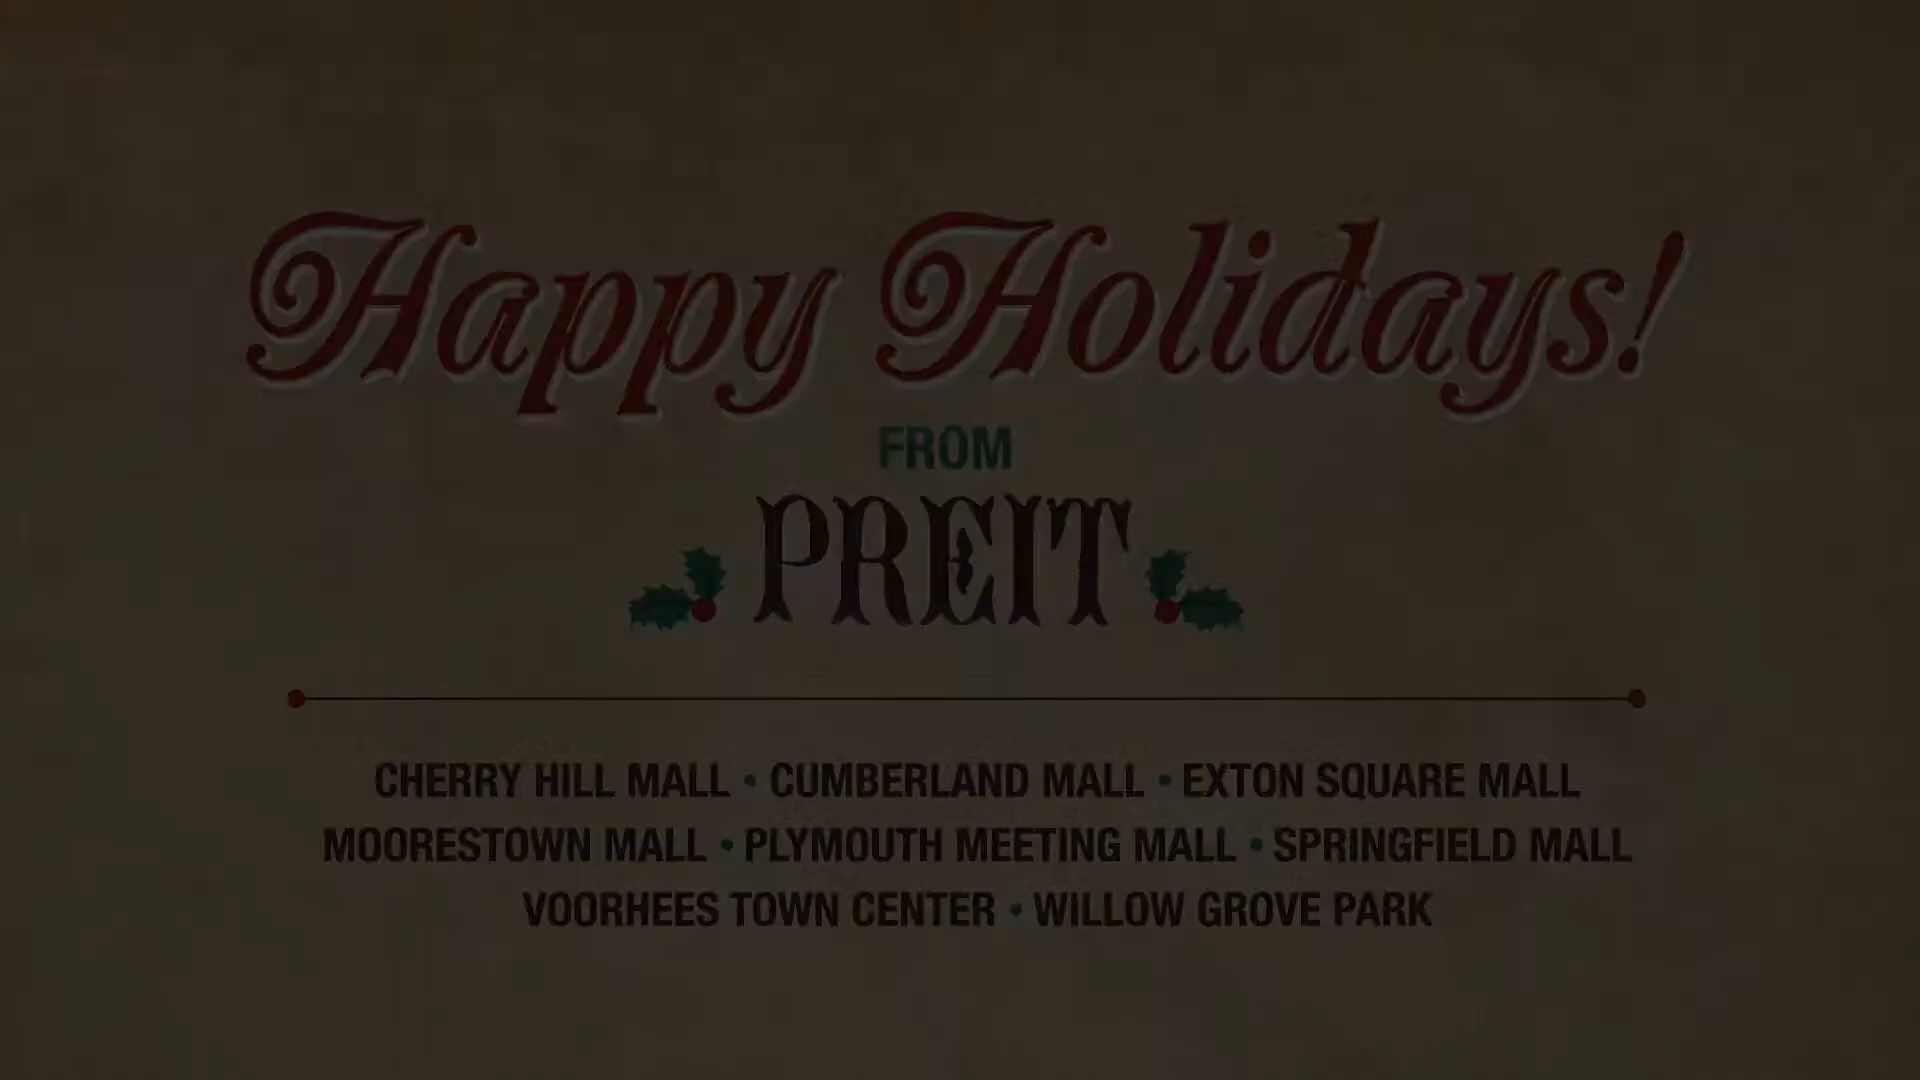 Happy Holidays!
FROM
PREIT
CHERRY HILL MALL • CUMBERLAND MALL • EXTON SQUARE MALL
MOORESTOWN MALL • PLYMOUTH MEETING MALL • SPRINGFIELD MALL
VOORHEES TOWN CENTER • WILLOW GROVE PARK